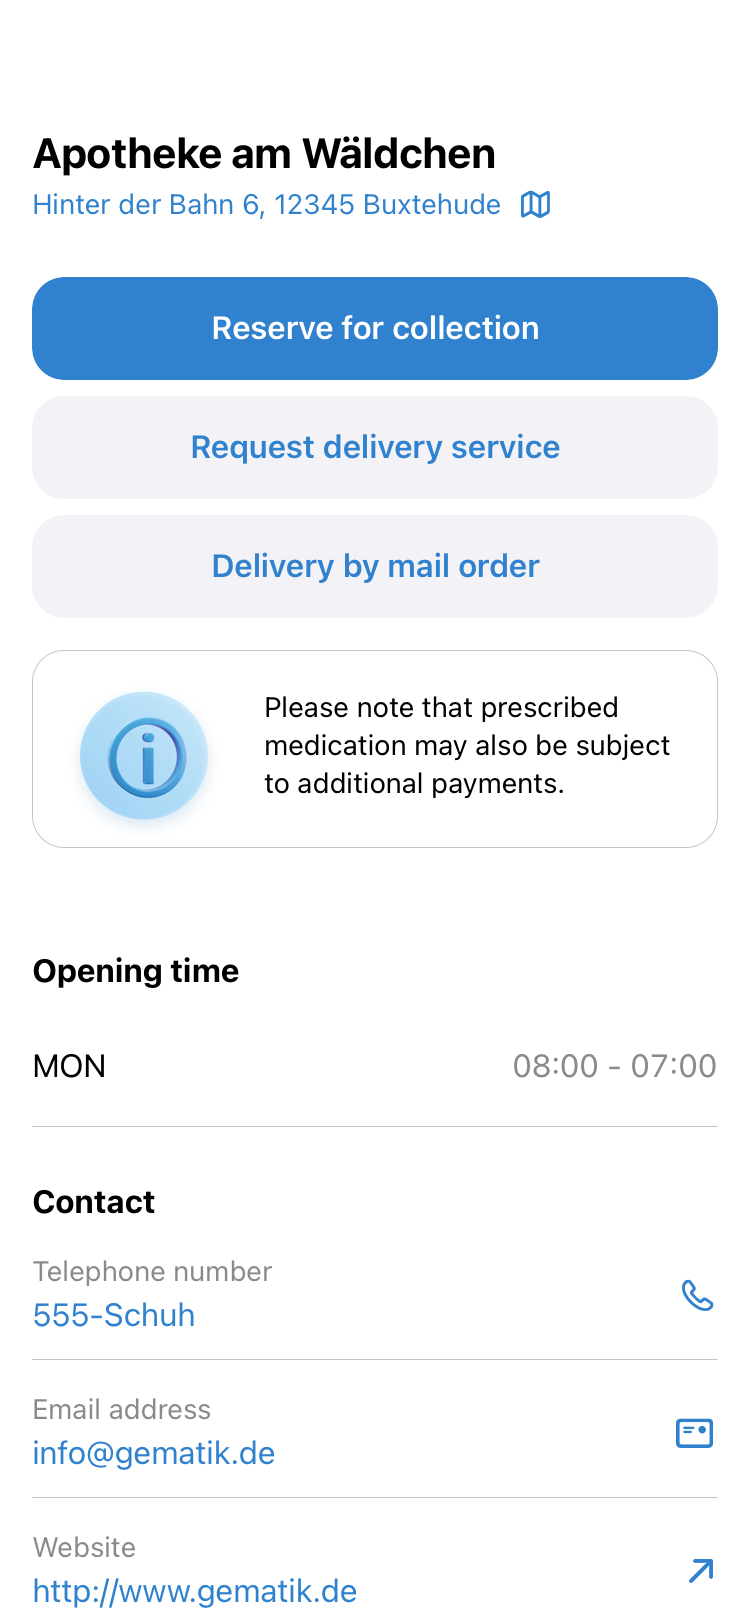 Apotheke am Wäldchen
Hinter der Bahn 6, 12345 Buxtehude
Reserve for collection
Request delivery service
Delivery by mail order
Please note that prescribed
medication may also be subject
to additional payments.
Opening time
MON 08:00 - 07:00
Contact
Telephone number
555-Schuh
Email address
info@gematik.de
Website
http://www.gematik.de